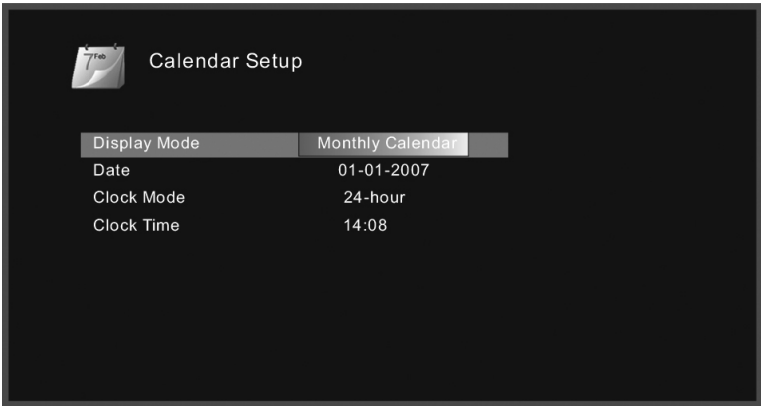 7 Feb
Calendar Setup
Display Mode Monthly Calendar
Date 01-01-2007
Clock Mode 24-hour
Clock Time 14:08